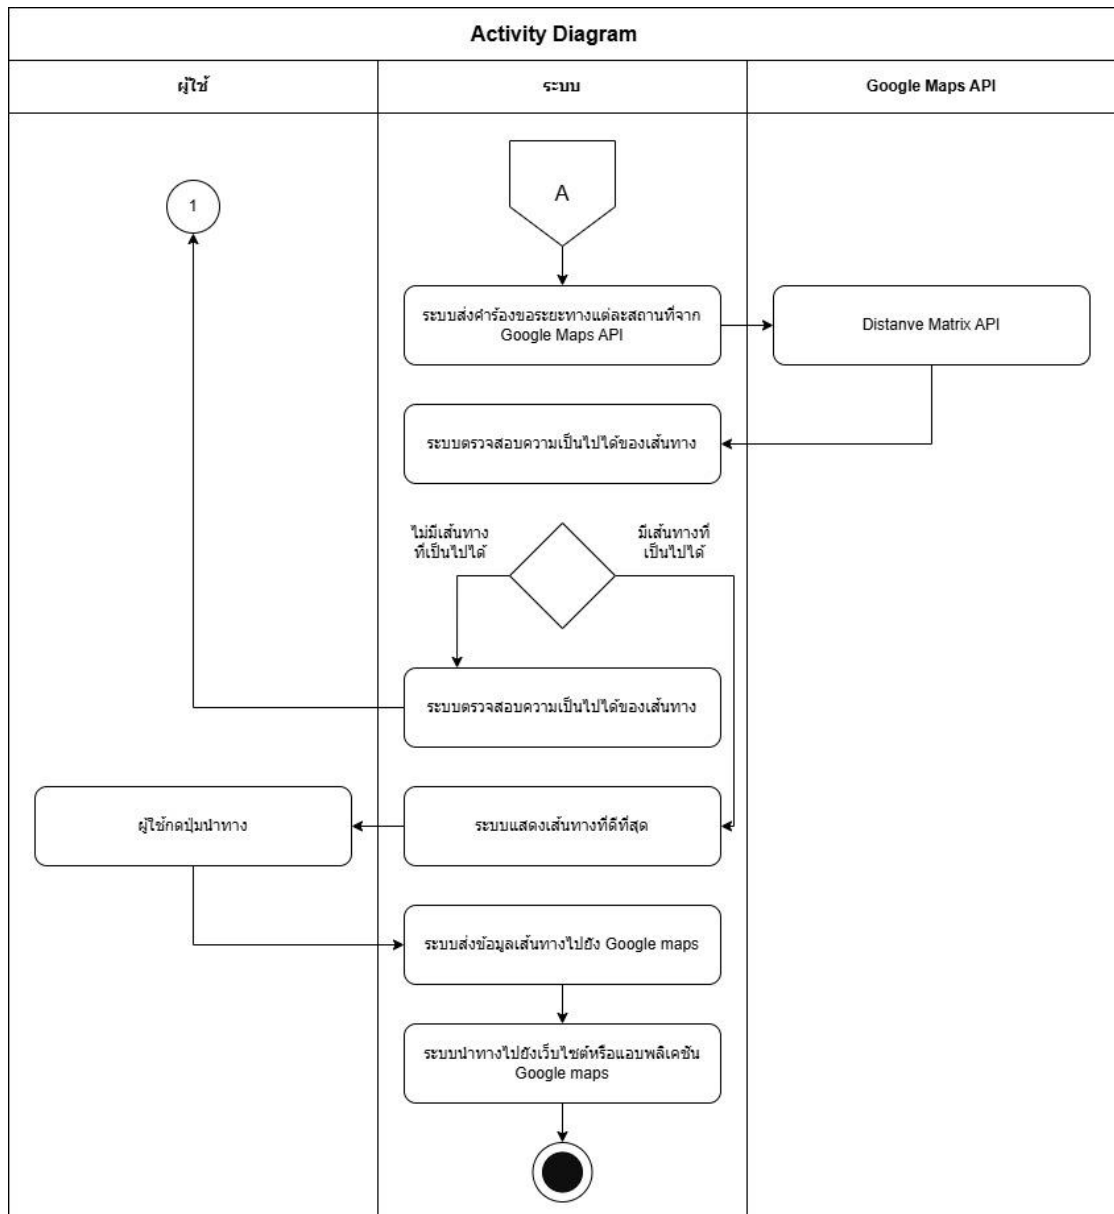 Activity Diagram
ผู้ใช้
ระบบ
Google Maps API
1
A
ระบบส่งคำร้องขอระยะทางแต่ละสถานที่จาก
Google Maps API
Distanve Matrix API
ระบบตรวจสอบความเป็นไปได้ของเส้นทาง
ไม่มีเส้นทาง
ที่เป็นไปได้
มีเส้นทางที่
เป็นไปได้
ระบบตรวจสอบความเป็นไปได้ของเส้นทาง
ผู้ใช้กดปุ่มนำทาง
ระบบแสดงเส้นทางที่ดีที่สุด
ระบบส่งข้อมูลเส้นทางไปยัง Google maps
ระบบนำทางไปยังเว็บไซต์หรือแอบพลิเคชัน
Google maps